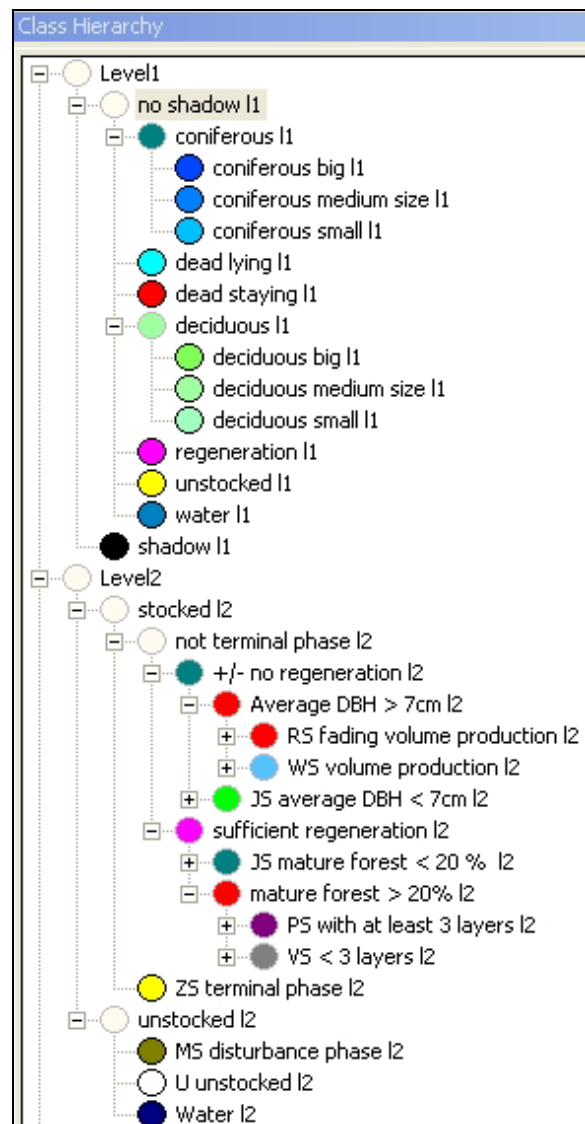 Class Hierarchy
Level1
no shadow l1
coniferous l1
coniferous big l1
coniferous medium size l1
coniferous small l1
dead lying l1
dead staying l1
deciduous l1
deciduous big l1
deciduous medium size l1
deciduous small l1
regeneration l1
unstocked l1
water l1
shadow l1
Level2
stocked l2
not terminal phase l2
+/- no regeneration l2
Average DBH > 7cm l2
RS fading volume production l2
WS volume production l2
JS average DBH < 7cm l2
sufficient regeneration l2
JS mature forest < 20 % l2
mature forest > 20% l2
PS with at least 3 layers l2
VS < 3 layers l2
ZS terminal phase l2
unstocked l2
MS disturbance phase l2
U unstocked l2
Water l2